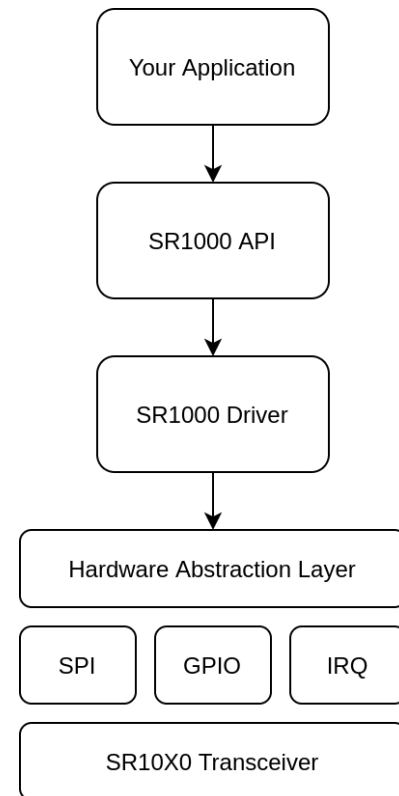 Your Application
SR1000 API
SR1000 Driver
Hardware Abstraction Layer
SPI GPIO IRQ
SR10X0 Transceiver